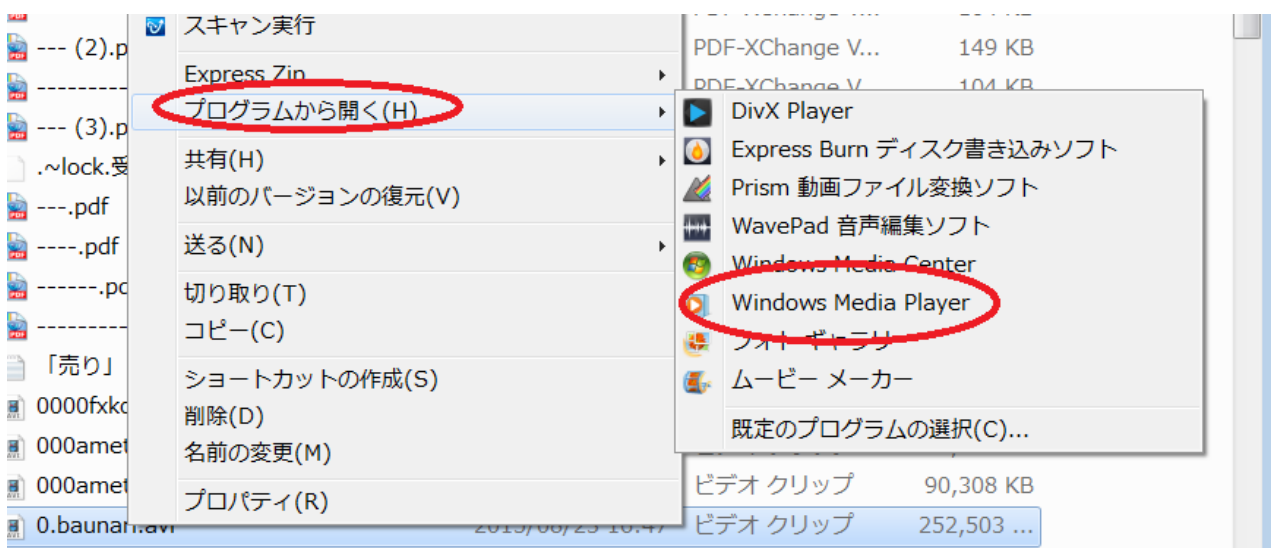 スキャン実行
--- (2).p
PDF-XChange V...
149 KB
Express Zip
PDF-XChange V
104 KB
プログラムから開く(H)
--- (3).p
共有(H)
.~lock.受
以前のバージョンの復元(V)
---.pdf
送る(N)
----.pdf
切り取り(T)
コピー(C)
「売り」
ショートカットの作成(S)
0000fxkc
削除(D)
000amet
名前の変更(M)
000amet
プロパティ(R)
DivX Player
Express Burn ディスク書き込みソフト
Prism 動画ファイル変換ソフト
WavePad 音声編集ソフト
Windows Media Center
Windows Media Player
フォト ギャラリー
ムービー メーカー
既定のプログラムの選択(C)...
ビデオ クリップ
90,308 KB
0.baunari.avi
ビデオ クリップ
252,503 ...